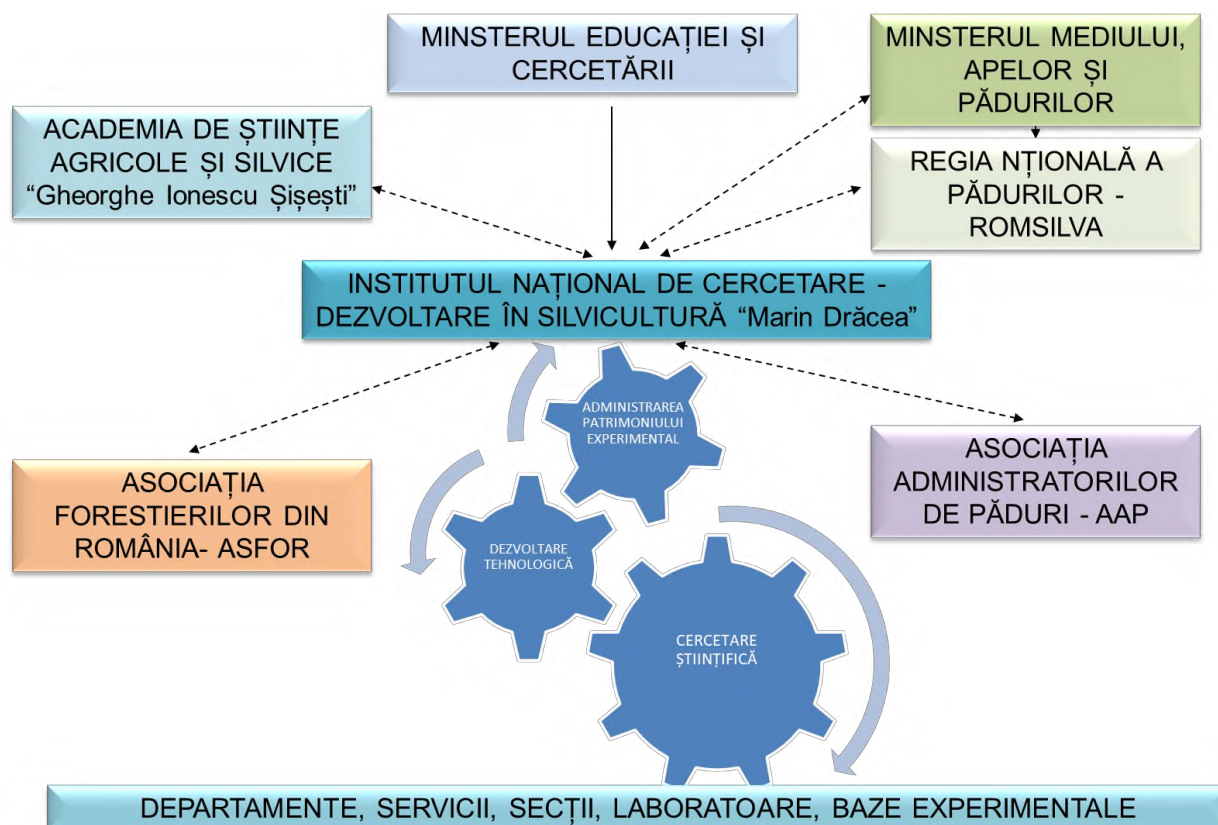 MINSTERUL EDUCAȚIEI ȘI
CERCETĂRII
MINSTERUL MEDIULUI,
APELOR ȘI
PĂDURILOR
ACADEMIA DE ȘTIINȚE
AGRICOLE ȘI SILVICE
“Gheorghe Ionescu Șișești”
REGIA NȚIONALĂ A
PĂDURILOR -
ROMSILVA
INSTITUTUL NAȚIONAL DE CERCETARE -
DEZVOLTARE ÎN SILVICULTURĂ “Marin Drăcea”
ADMINISTRAREA
PATRIMONIULUI
EXPERIMENTAL
ASOCIAȚIA
FORESTIERILOR DIN
ROMÂNIA- ASFOR
ASOCIAȚIA
ADMINISTRATORILOR
DE PĂDURI - AAP
DEZVOLTARE
TEHNOLOGICĂ
CERCETARE
ȘTIINȚIFICĂ
DEPARTAMENTE, SERVICII, SECȚII, LABORATOARE, BAZE EXPERIMENTALE